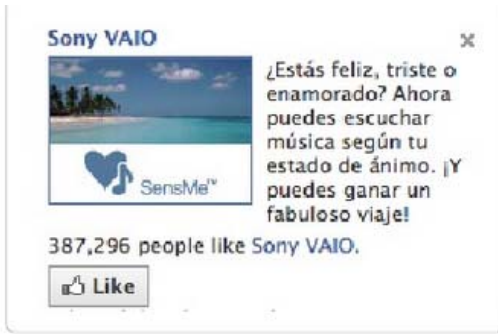 Sony VAIO
¿Estás feliz, triste o
enamorado? Ahora
puedes escuchar
música según tu
estado de ánimo. ¡Y
puedes ganar un
fabuloso viaje!
SensMe™
387,296 people like Sony VAIO.
Like